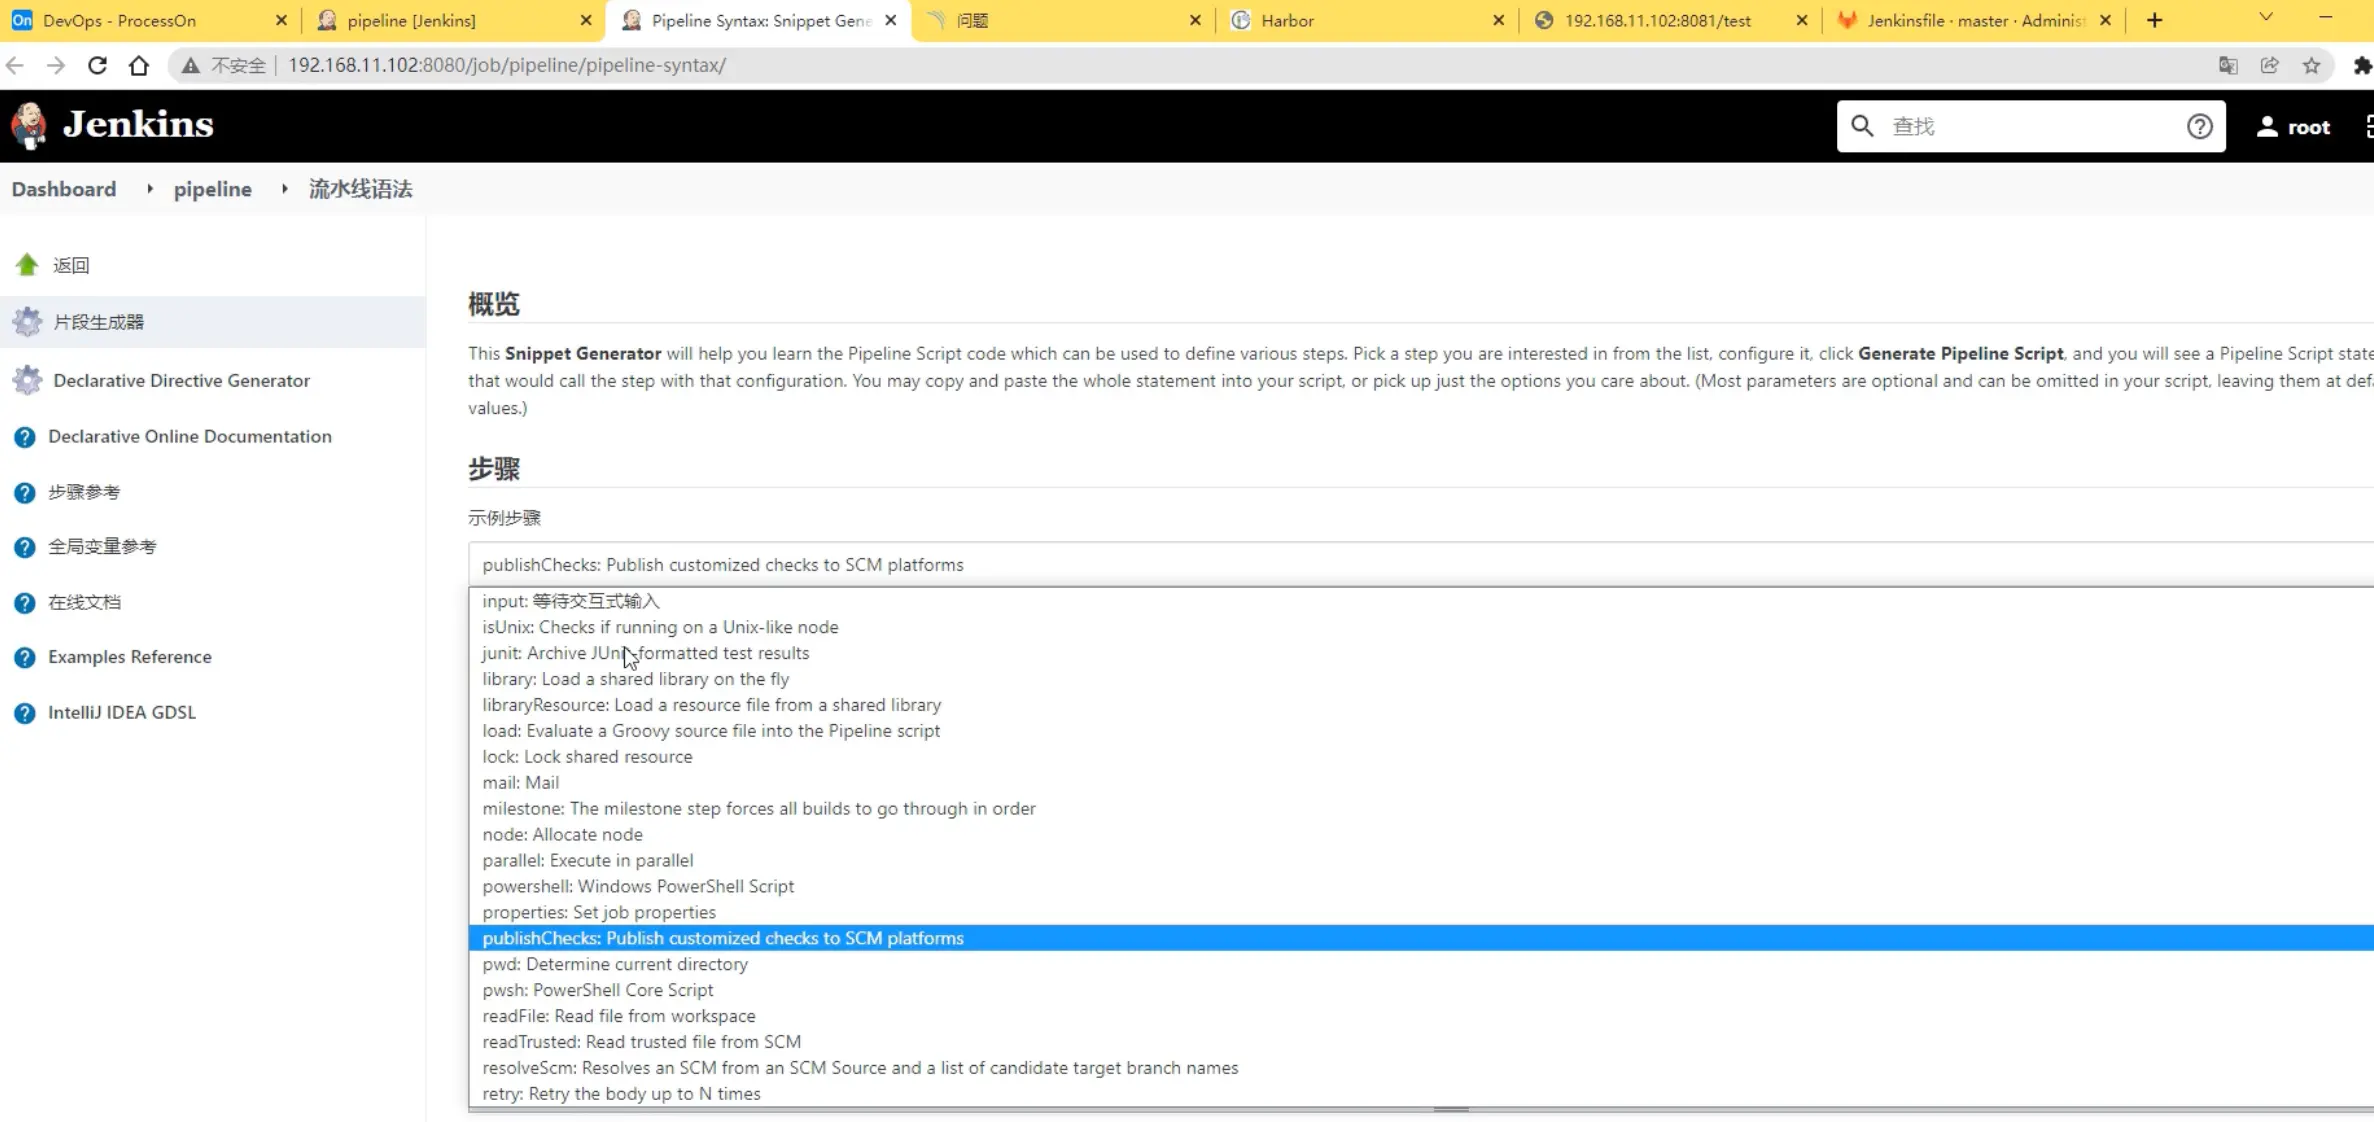 On DevOps - ProcessOn
pipeline [Jenkins]
Pipeline Syntax: Snippet Gene
问题
Harbor
192.168.11.102:8081/test
Jenkinsfile · master · Adminis
不安全
192.168.11.102:8080/job/pipeline/pipeline-syntax/
Jenkins
查找
root
Dashboard
pipeline
流水线语法
返回
片段生成器
Declarative Directive Generator
Declarative Online Documentation
步骤参考
全局变量参考
在线文档
Examples Reference
IntelliJ IDEA GDSL
概览
This Snippet Generator will help you learn the Pipeline Script code which can be used to define various steps. Pick a step you are interested in from the list, configure it, click Generate Pipeline Script, and you will see a Pipeline Script state
that would call the step with that configuration. You may copy and paste the whole statement into your script, or pick up just the options you care about. (Most parameters are optional and can be omitted in your script, leaving them at defa
values.)
步骤
示例步骤
publishChecks: Publish customized checks to SCM platforms
input: 等待交互式输入
isUnix: Checks if running on a Unix-like node
junit: Archive JUnit-formatted test results
library: Load a shared library on the fly
libraryResource: Load a resource file from a shared library
load: Evaluate a Groovy source file into the Pipeline script
lock: Lock shared resource
mail: Mail
milestone: The milestone step forces all builds to go through in order
node: Allocate node
parallel: Execute in parallel
powershell: Windows PowerShell Script
properties: Set job properties
publishChecks: Publish customized checks to SCM platforms
pwd: Determine current directory
pwsh: PowerShell Core Script
readFile: Read file from workspace
readTrusted: Read trusted file from SCM
resolveScm: Resolves an SCM from an SCM Source and a list of candidate target branch names
retry: Retry the body up to N times